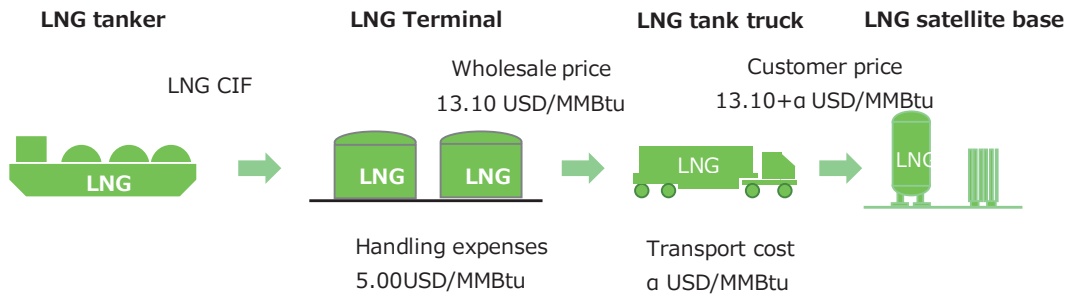 LNG tanker
LNG Terminal
LNG tank truck
LNG satellite base
LNG CIF
Wholesale price
13.10 USD/MMBtu
Customer price
13.10+α USD/MMBtu
LNG
LNG
LNG
LNG
LNG
Handling expenses
5.00USD/MMBtu
Transport cost
α USD/MMBtu